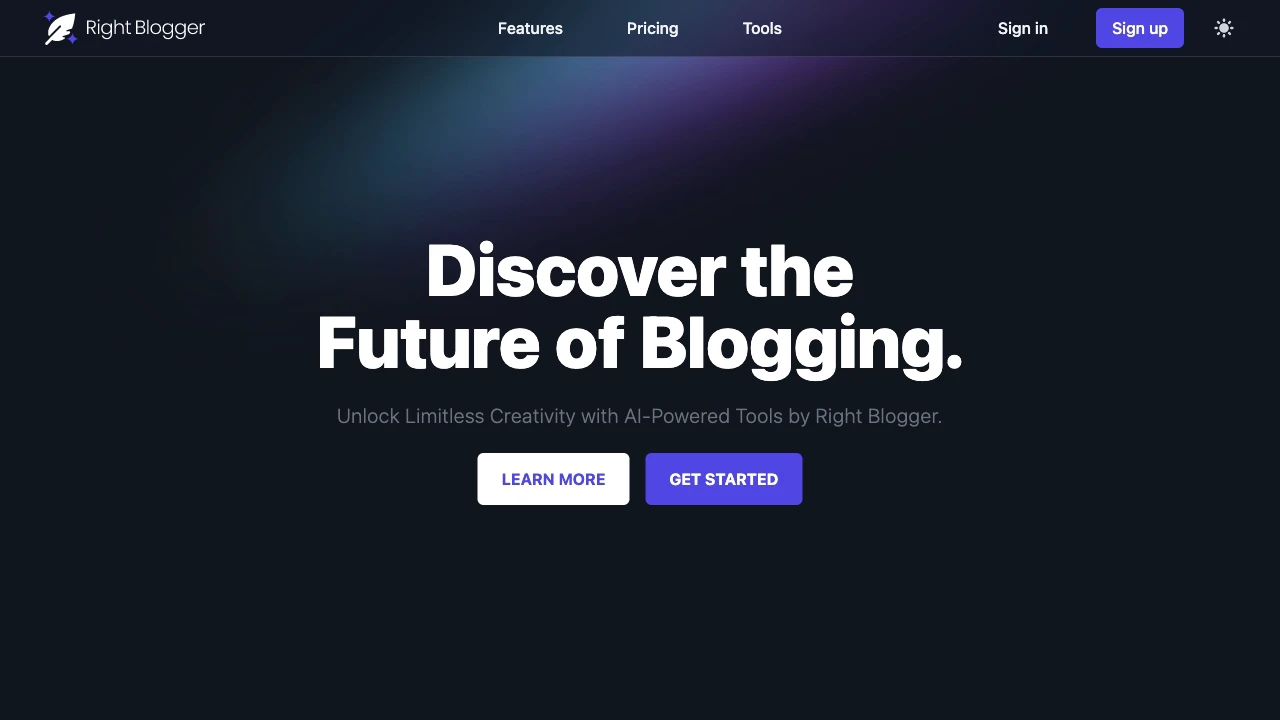 Right Blogger
Features
Pricing
Tools
Sign in
Sign up
Discover the
Future of Blogging.
Unlock Limitless Creativity with AI-Powered Tools by Right Blogger.
LEARN MORE
GET STARTED